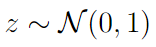 z ∼ 𝒩(0, 1)